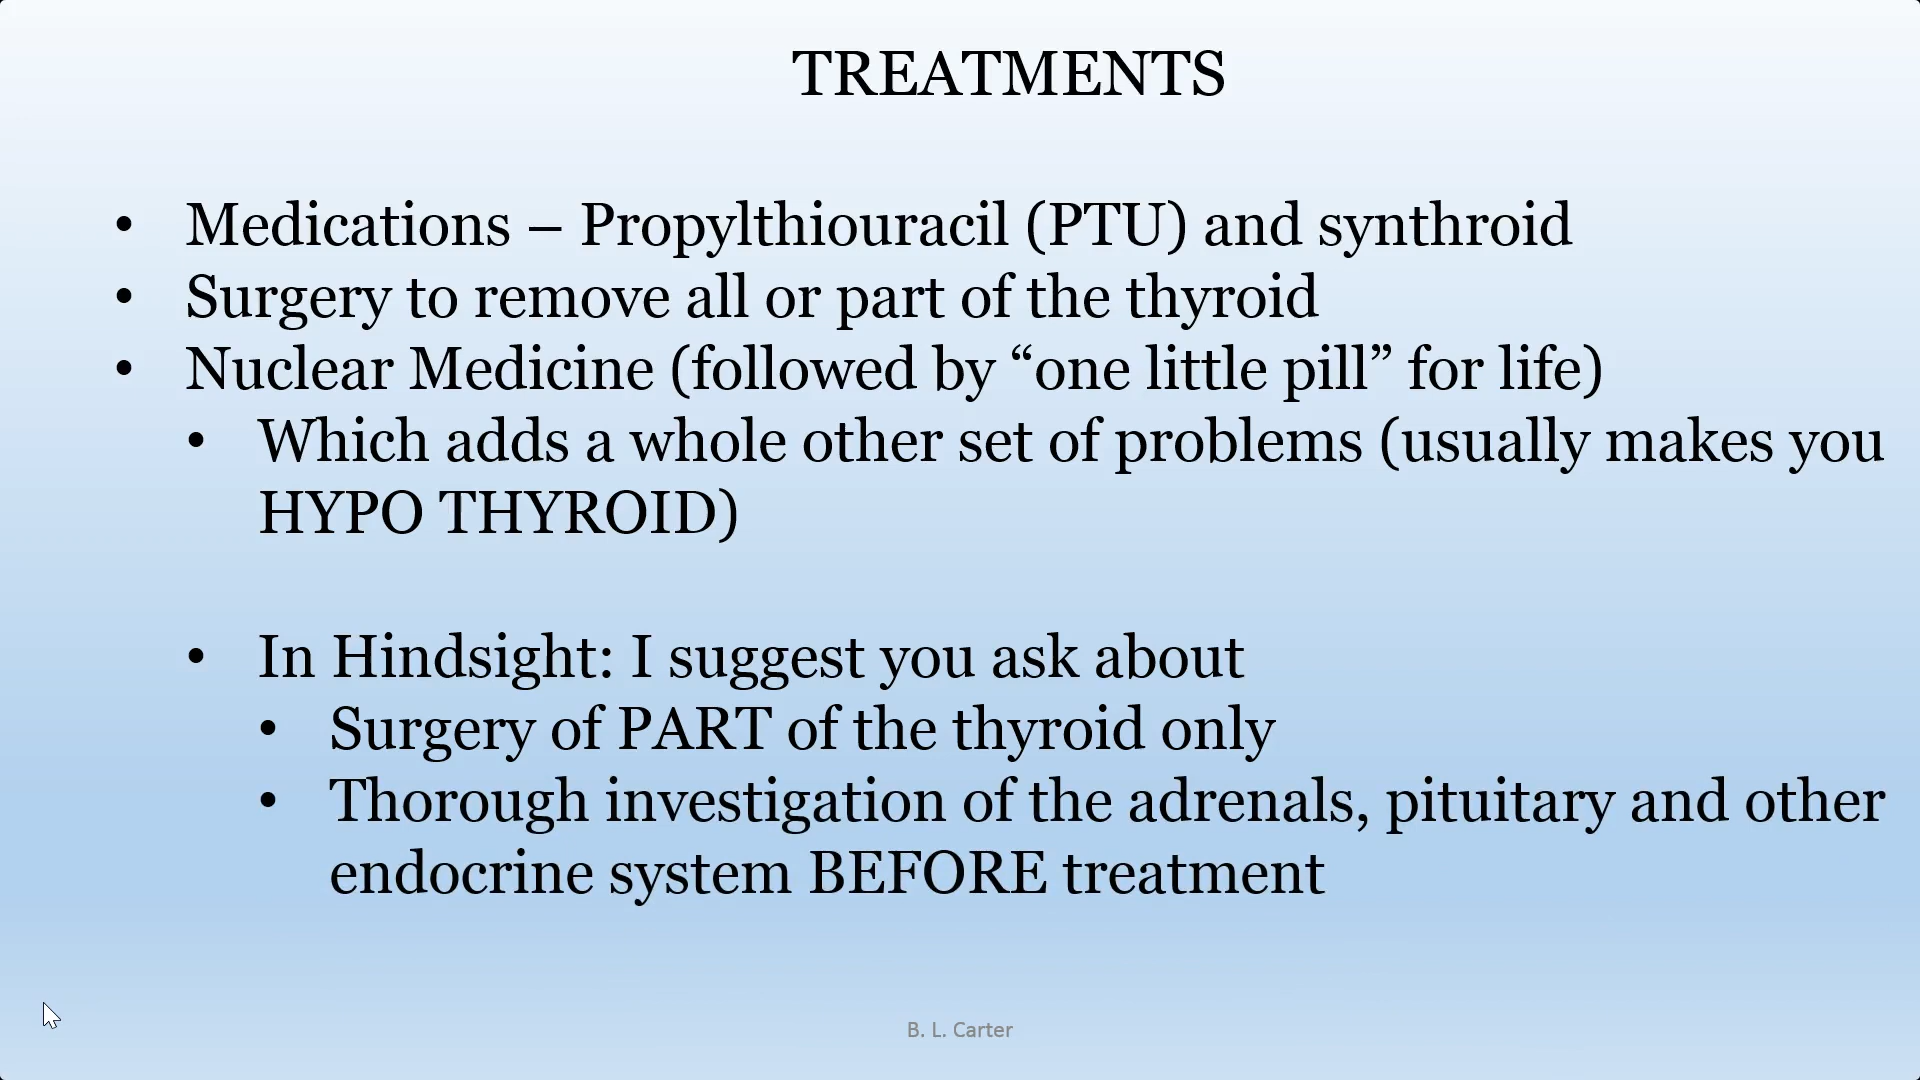 TREATMENTS
• Medications – Propylthiouracil (PTU) and synthroid
• Surgery to remove all or part of the thyroid
• Nuclear Medicine (followed by “one little pill” for life)
• Which adds a whole other set of problems (usually makes you
HYPO THYROID)
• In Hindsight: I suggest you ask about
• Surgery of PART of the thyroid only
• Thorough investigation of the adrenals, pituitary and other
endocrine system BEFORE treatment
B. L. Carter